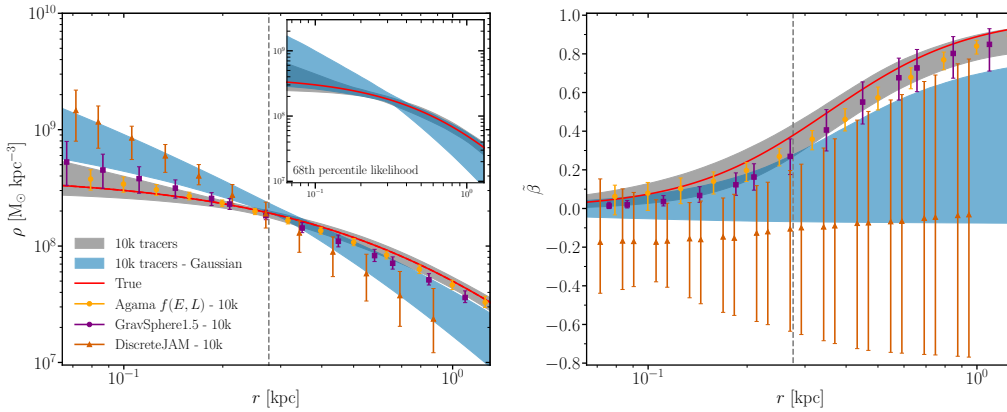 10^10
10^9
10^8
10^7
ρ [M⊙ kpc^−3]
10^−1
10^0
r [kpc]
10k tracers
10k tracers - Gaussian
True
Agama f(E, L) - 10k
GravSphere1.5 - 10k
DiscreteJAM - 10k
10^9
10^8
10^7
68th percentile likelihood
10^−1
10^0
1.0
0.8
0.6
0.4
0.2
0.0
−0.2
−0.4
−0.6
−0.8
β̃
10^−1
10^0
r [kpc]